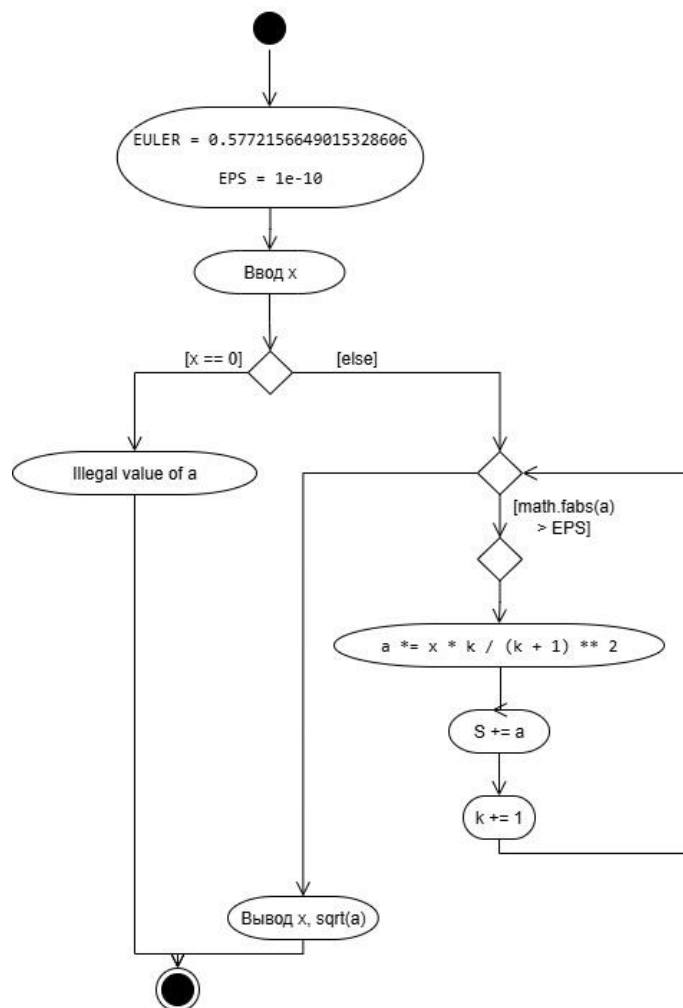 EULER = 0.5772156649015328606
EPS = 1e-10
Ввод x
[x == 0]
[else]
Illegal value of a
[math.fabs(a)
> EPS]
a *= x * k / (k + 1) ** 2
S += a
k += 1
Вывод x, sqrt(a)